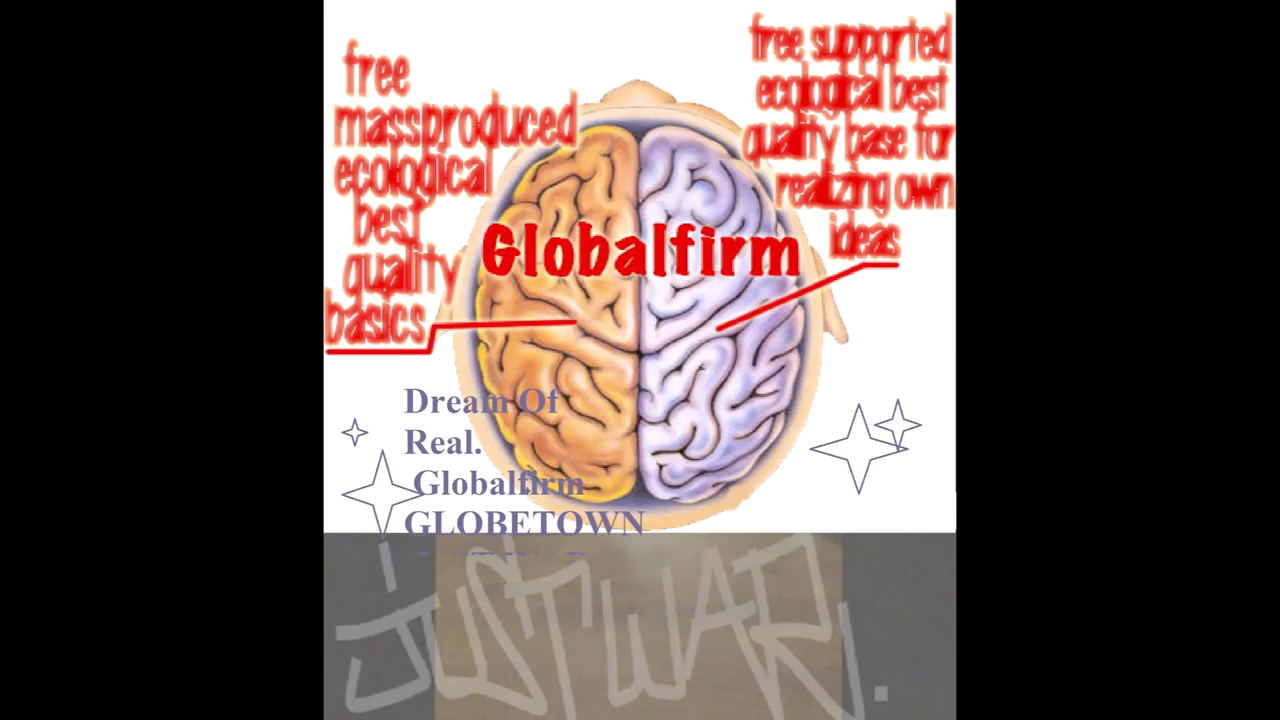 free
massproduced
ecological
best
quality
basics
free supported
ecological best
quality base for
realizing own
ideas
Globalfirm
Dream Of
Real.
Globalfirm
GLOBETOWN
JUST WAR.